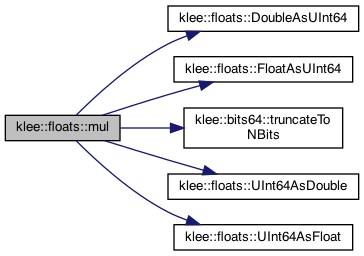 klee::floats::mul
klee::floats::DoubleAsUInt64
klee::floats::FloatAsUInt64
klee::bits64::truncateTo
NBits
klee::floats::UInt64AsDouble
klee::floats::UInt64AsFloat